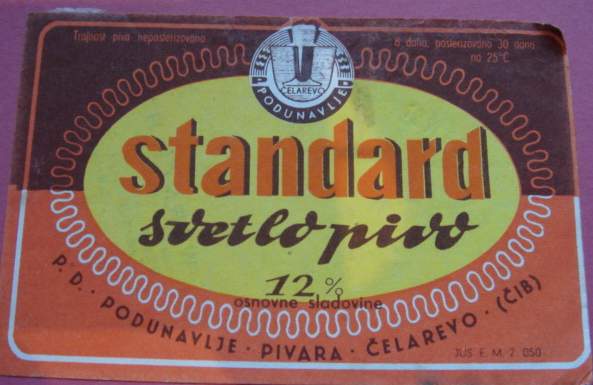 Trajnost piva nepasterizovano 8 dana, pasterizovano 30 dana
na 25°C
ČELAREVO
PODUNAVLJE
standard
svetlo pivo
12%
osnovne sladovine
P. D. PODUNAVLJE · PIVARA · ČELAREVO · (ČIB)
JUS E. M. 2. 050